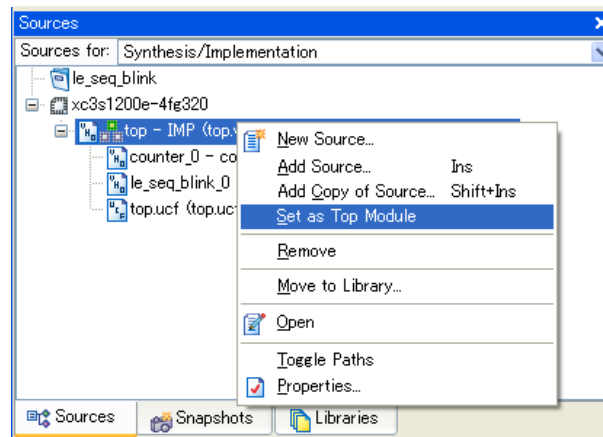 Sources
Sources for: Synthesis/Implementation
le_seq_blink
xc3s1200e-4fg320
top - IMP (top.v
counter_0 - co
le_seq_blink_0
top.ucf (top.uc
New Source...
Add Source... Ins
Add Copy of Source... Shift+Ins
Set as Top Module
Remove
Move to Library...
Open
Toggle Paths
Properties...
Sources Snapshots Libraries